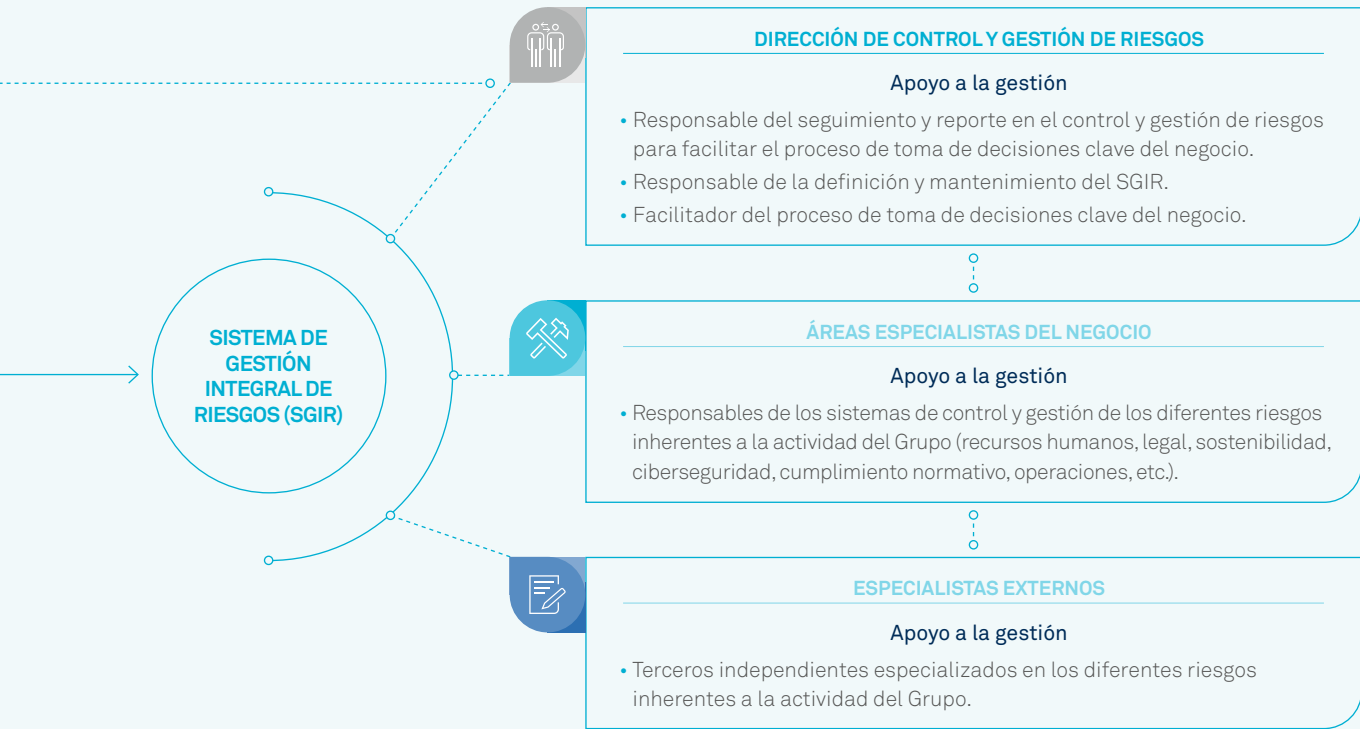 SISTEMA DE
GESTIÓN
INTEGRAL DE
RIESGOS (SGIR)
DIRECCIÓN DE CONTROL Y GESTIÓN DE RIESGOS
Apoyo a la gestión
• Responsable del seguimiento y reporte en el control y gestión de riesgos
para facilitar el proceso de toma de decisiones clave del negocio.
• Responsable de la definición y mantenimiento del SGIR.
• Facilitador del proceso de toma de decisiones clave del negocio.
ÁREAS ESPECIALISTAS DEL NEGOCIO
Apoyo a la gestión
• Responsables de los sistemas de control y gestión de los diferentes riesgos
inherentes a la actividad del Grupo (recursos humanos, legal, sostenibilidad,
ciberseguridad, cumplimiento normativo, operaciones, etc.).
ESPECIALISTAS EXTERNOS
Apoyo a la gestión
• Terceros independientes especializados en los diferentes riesgos
inherentes a la actividad del Grupo.